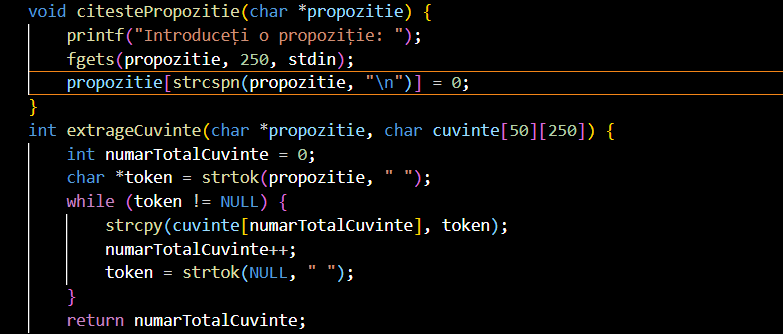 void citestePropozitie(char *propozitie) {
    printf("Introduceți o propoziție: ");
    fgets(propozitie, 250, stdin);
    propozitie[strcspn(propozitie, "\n")] = 0;
}
int extrageCuvinte(char *propozitie, char cuvinte[50][250]) {
    int numarTotalCuvinte = 0;
    char *token = strtok(propozitie, " ");
    while (token != NULL) {
        strcpy(cuvinte[numarTotalCuvinte], token);
        numarTotalCuvinte++;
        token = strtok(NULL, " ");
    }
    return numarTotalCuvinte;